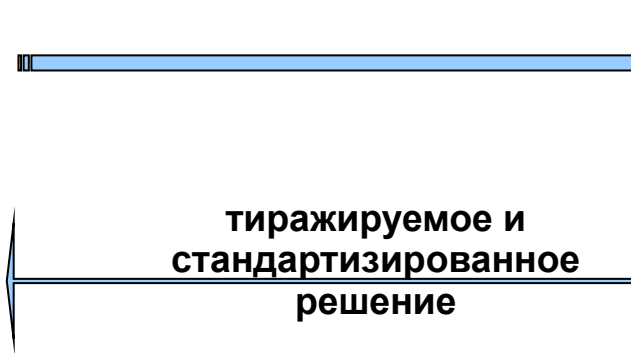 тиражируемое и
стандартизированное
решение